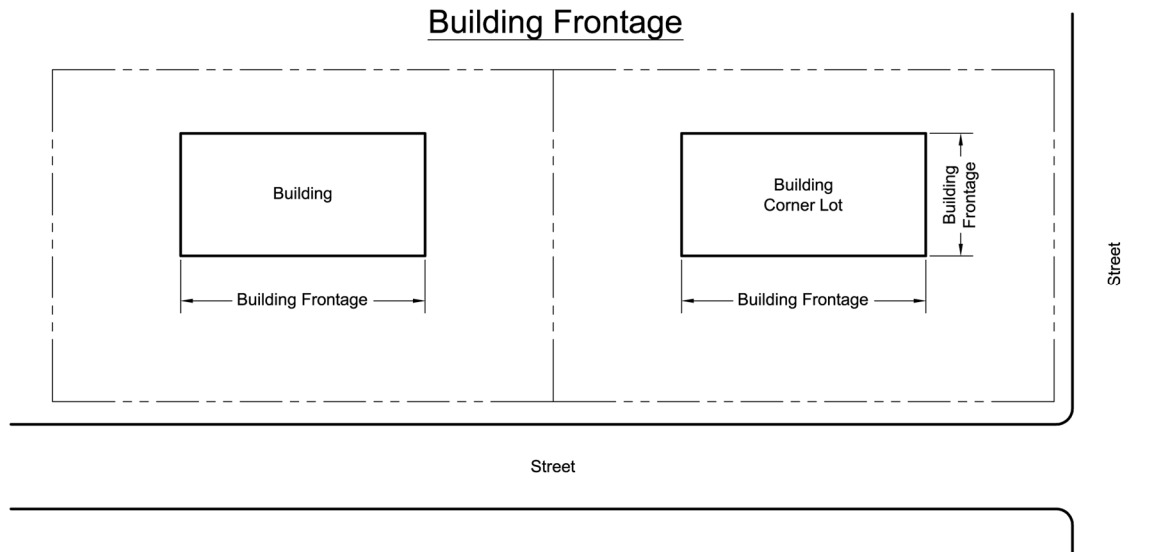 Building Frontage
Building
Building Frontage
Building
Corner Lot
Building Frontage
Building
Frontage
Street
Street